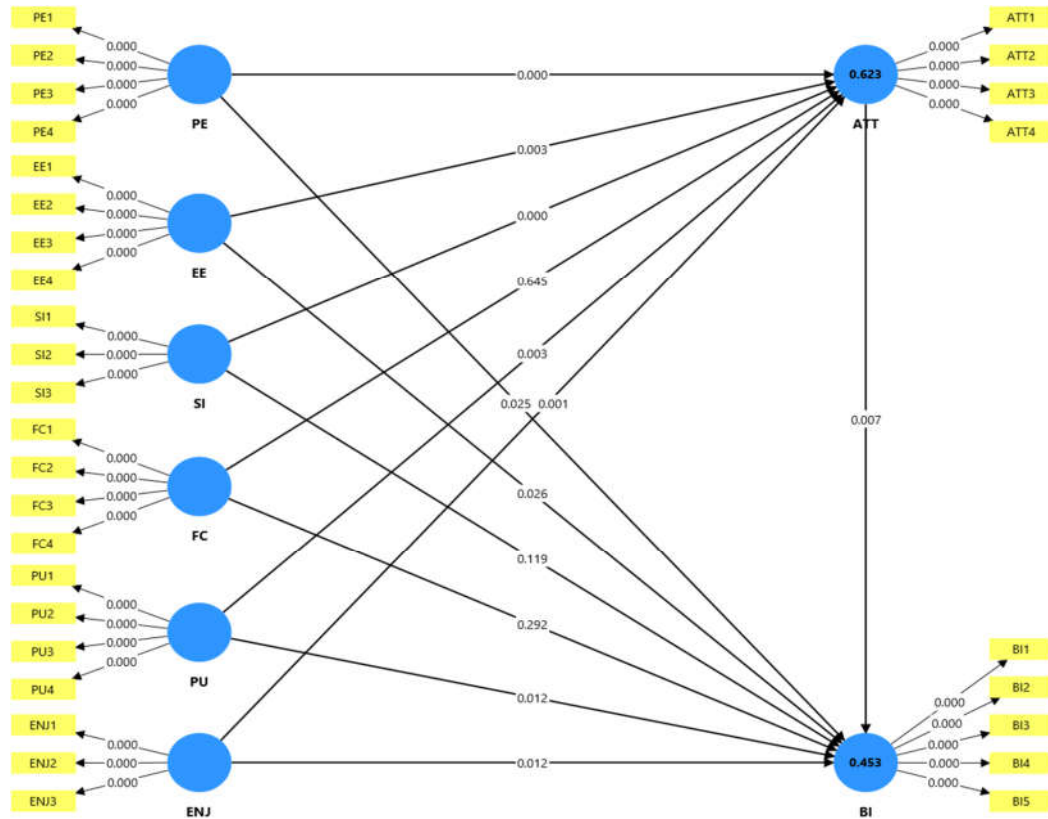 PE1
PE2
PE3
PE4
0.000
0.000
0.000
0.000
PE
EE1
EE2
EE3
EE4
0.000
0.000
0.000
0.000
EE
SI1
SI2
SI3
0.000
0.000
0.000
SI
FC1
FC2
FC3
FC4
0.000
0.000
0.000
0.000
FC
PU1
PU2
PU3
PU4
0.000
0.000
0.000
0.000
PU
ENJ1
ENJ2
ENJ3
0.000
0.000
0.000
ENJ
0.000
0.003
0.000
0.645
0.003
0.025 0.001
0.026
0.119
0.292
0.012
0.012
0.623
ATT
0.000
0.000
0.000
0.000
ATT1
ATT2
ATT3
ATT4
0.007
0.453
BI
0.000
0.000
0.000
0.000
0.000
BI1
BI2
BI3
BI4
BI5